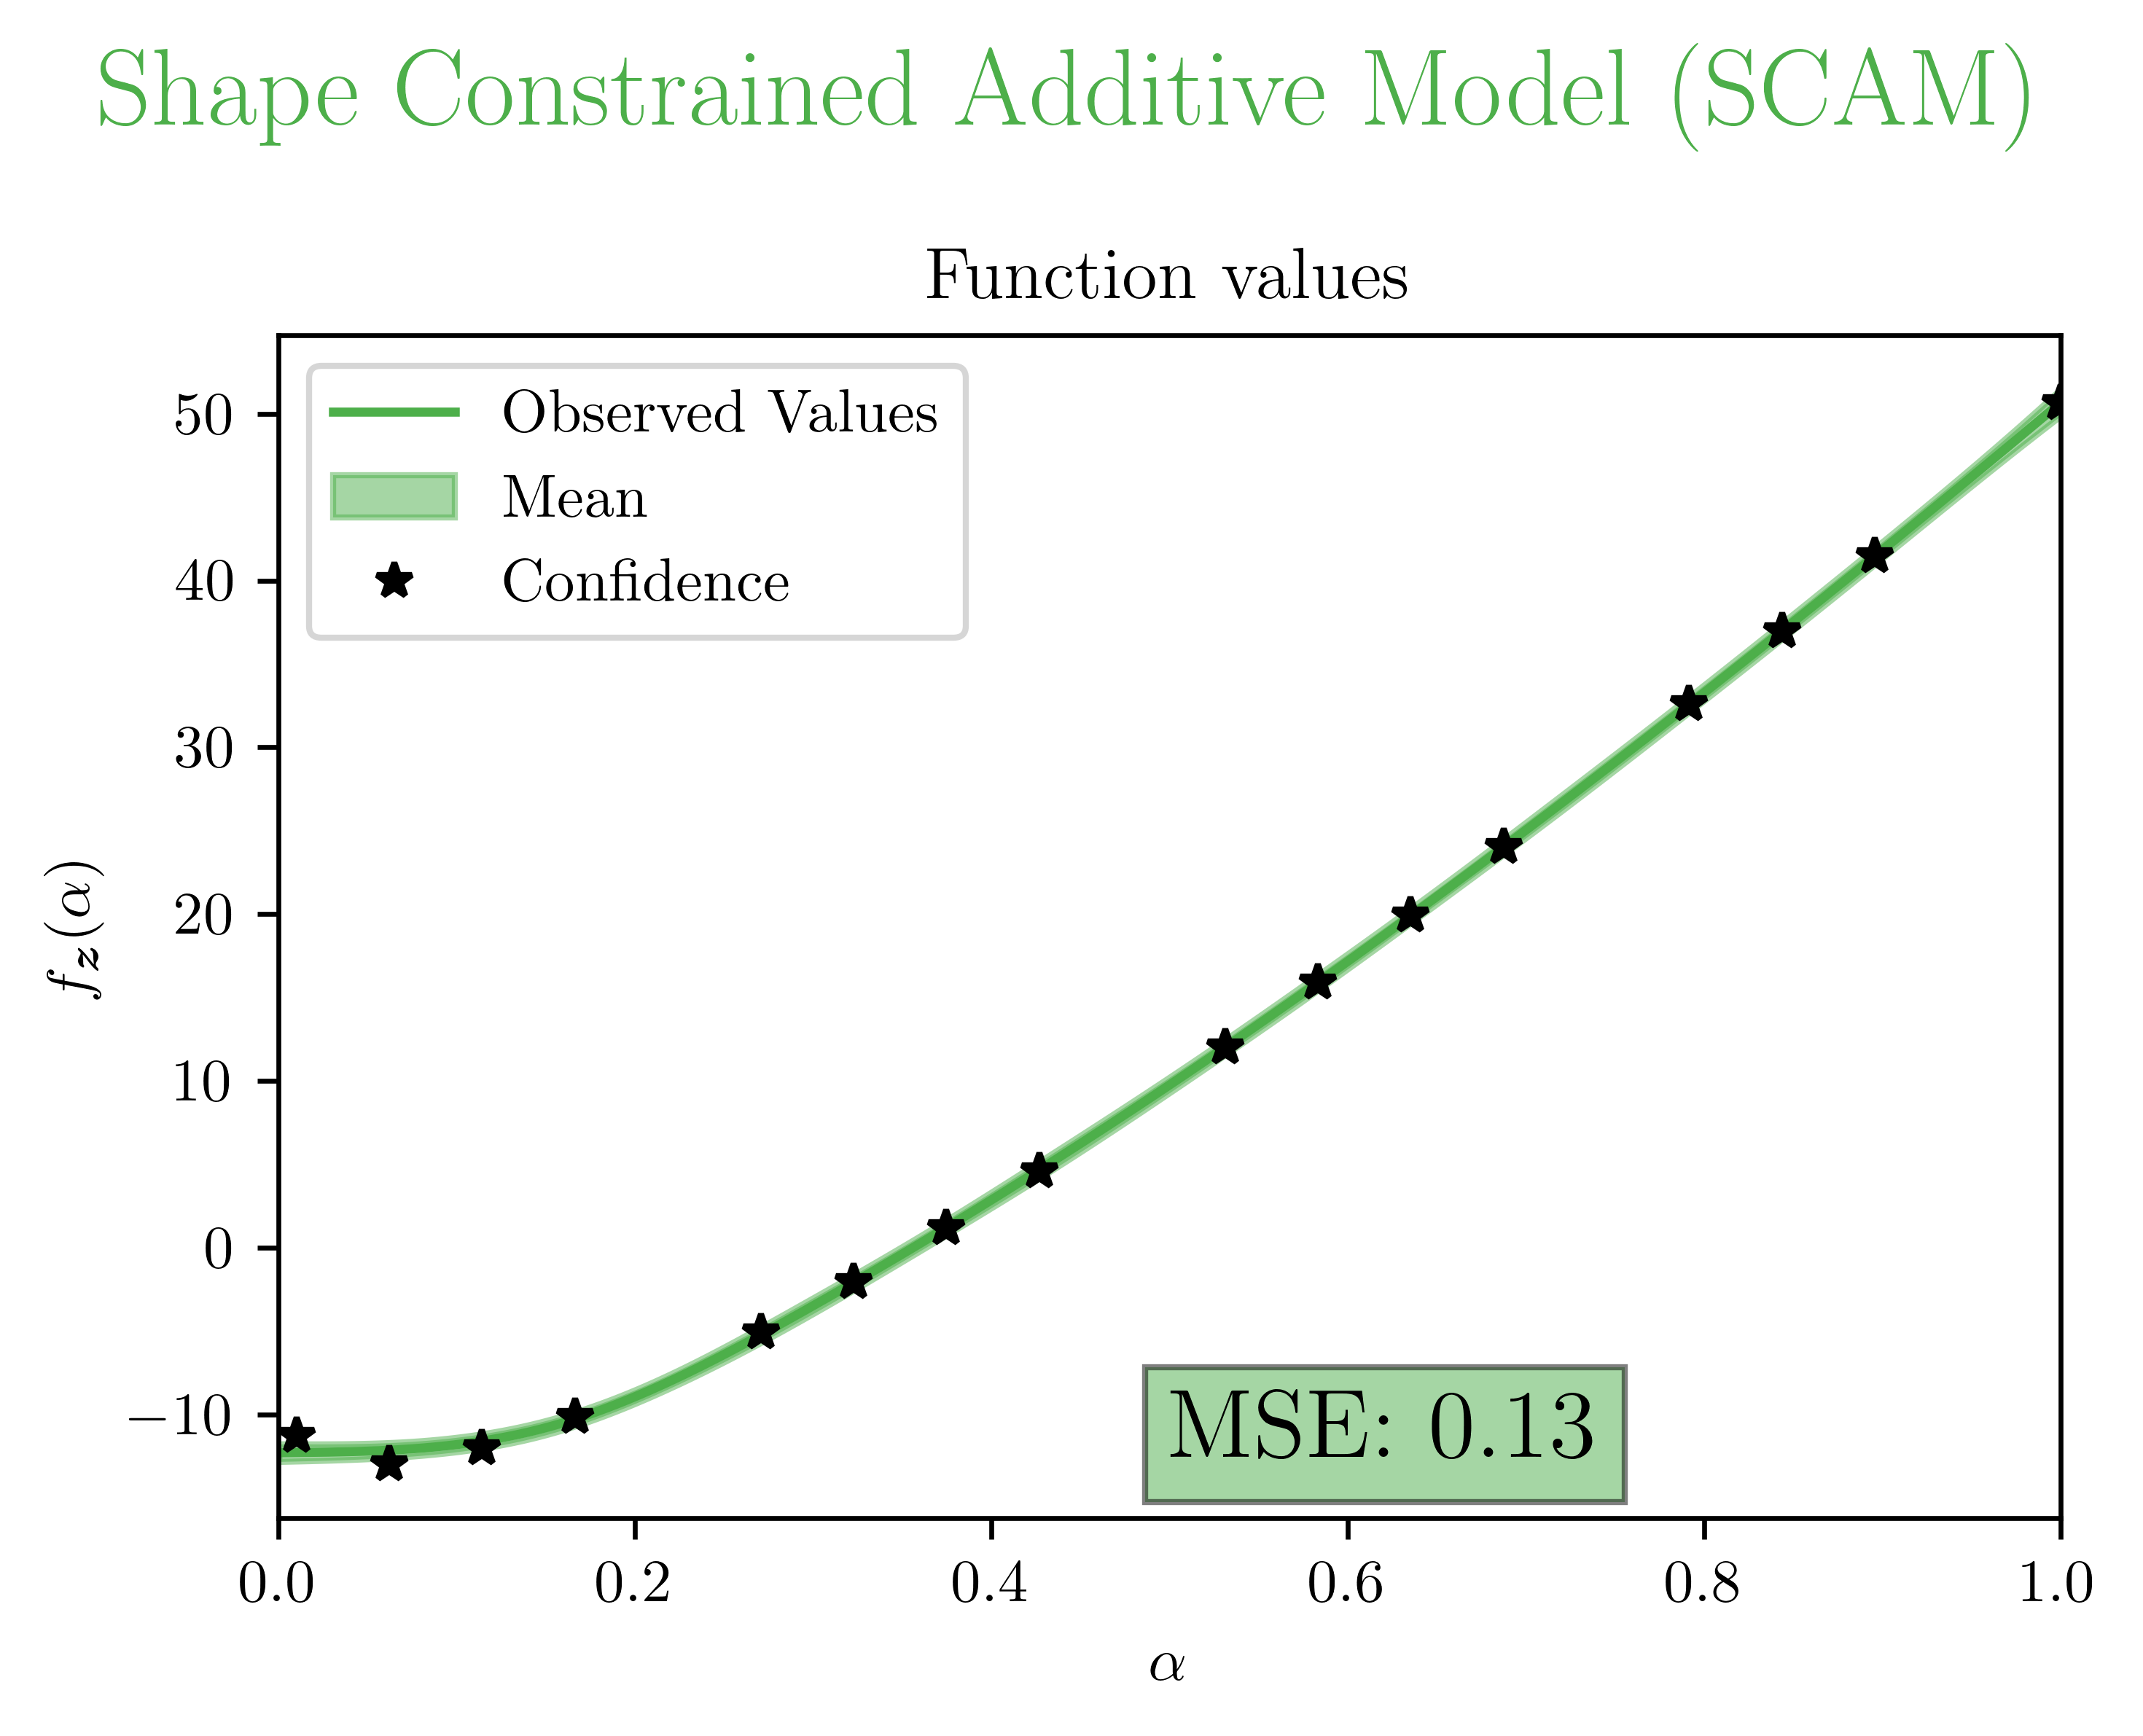 Shape Constrained Additive Model (SCAM)
Function values
Observed Values
Mean
Confidence
50
40
30
20
10
0
−10
f_z(α)
MSE: 0.13
0.0 0.2 0.4 0.6 0.8 1.0
α